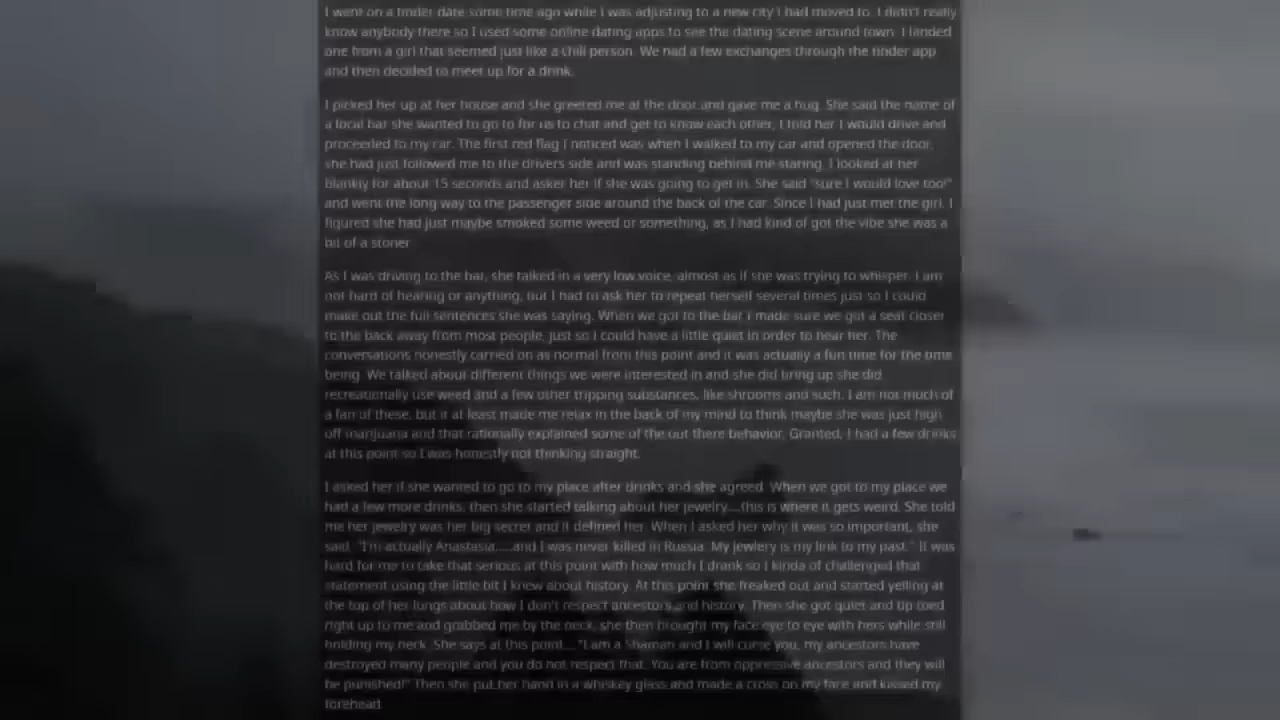 I went on a tinder date some time ago while I was adjusting to a new city I had moved to. I didn't really
know anybody there so I used some online dating apps to see the dating scene around town. I landed
one from a girl that seemed just like a chill person. We had a few exchanges through the tinder app
and then decided to meet up for a drink.
I picked her up at her house and she greeted me at the door and gave me a hug. She said the name of
a local bar she wanted to go to for us to chat and get to know each other, I told her I would drive and
proceeded to my car. The first red flag I noticed was when I walked to my car and opened the door,
she had just followed me to the drivers side and was standing behind me staring. I looked at her
blankly for about 15 seconds and asker her if she was going to get in. She said "sure I would love too!"
and went the long way to the passenger side around the back of the car. Since I had just met the girl, I
figured she had just maybe smoked some weed or something, as I had kind of got the vibe she was a
bit of a stoner
As I was driving to the bar, she talked in a very low voice, almost as if she was trying to whisper. I am
not hard of hearing or anything, but I had to ask her to repeat herself several times just so I could
make out the full sentences she was saying. When we got to the bar I made sure we got a seat closer
to the back away from most people, just so I could have a little quiet in order to hear her. The
conversations honestly carried on as normal from this point and it was actually a fun time for the time
being. We talked about different things we were interested in and she did bring up she did
recreationally use weed and a few other tripping substances, like shrooms and such. I am not much of
a fan of these, but it at least made me relax in the back of my mind to think maybe she was just high
off marijuana and that rationally explained some of the out there behavior. Granted, I had a few drinks
at this point so I was honestly not thinking straight.
I asked her if she wanted to go to my place after drinks and she agreed. When we got to my place we
had a few more drinks, then she started talking about her jewelry....this is where it gets weird. She told
me her jewelry was her big secret and it defined her. When I asked her why it was so important, she
said, "I'm actually Anastasia.....and I was never killed in Russia. My jewlery is my link to my past." It was
hard for me to take that serious at this point with how much I drank so I kinda of challenged that
statement using the little bit I knew about history. At this point she freaked out and started yelling at
the top of her lungs about how I don't respect ancestors and history. Then she got quiet and tip toed
right up to me and grabbed me by the neck, she then brought my face eye to eye with hers while still
holding my neck. She says at this point... "I am a Shaman and I will curse you, my ancestors have
destroyed many people and you do not respect that. You are from oppressive ancestors and they will
be punished!" Then she put her hand in a whiskey glass and made a cross on my face and kissed my
forehead